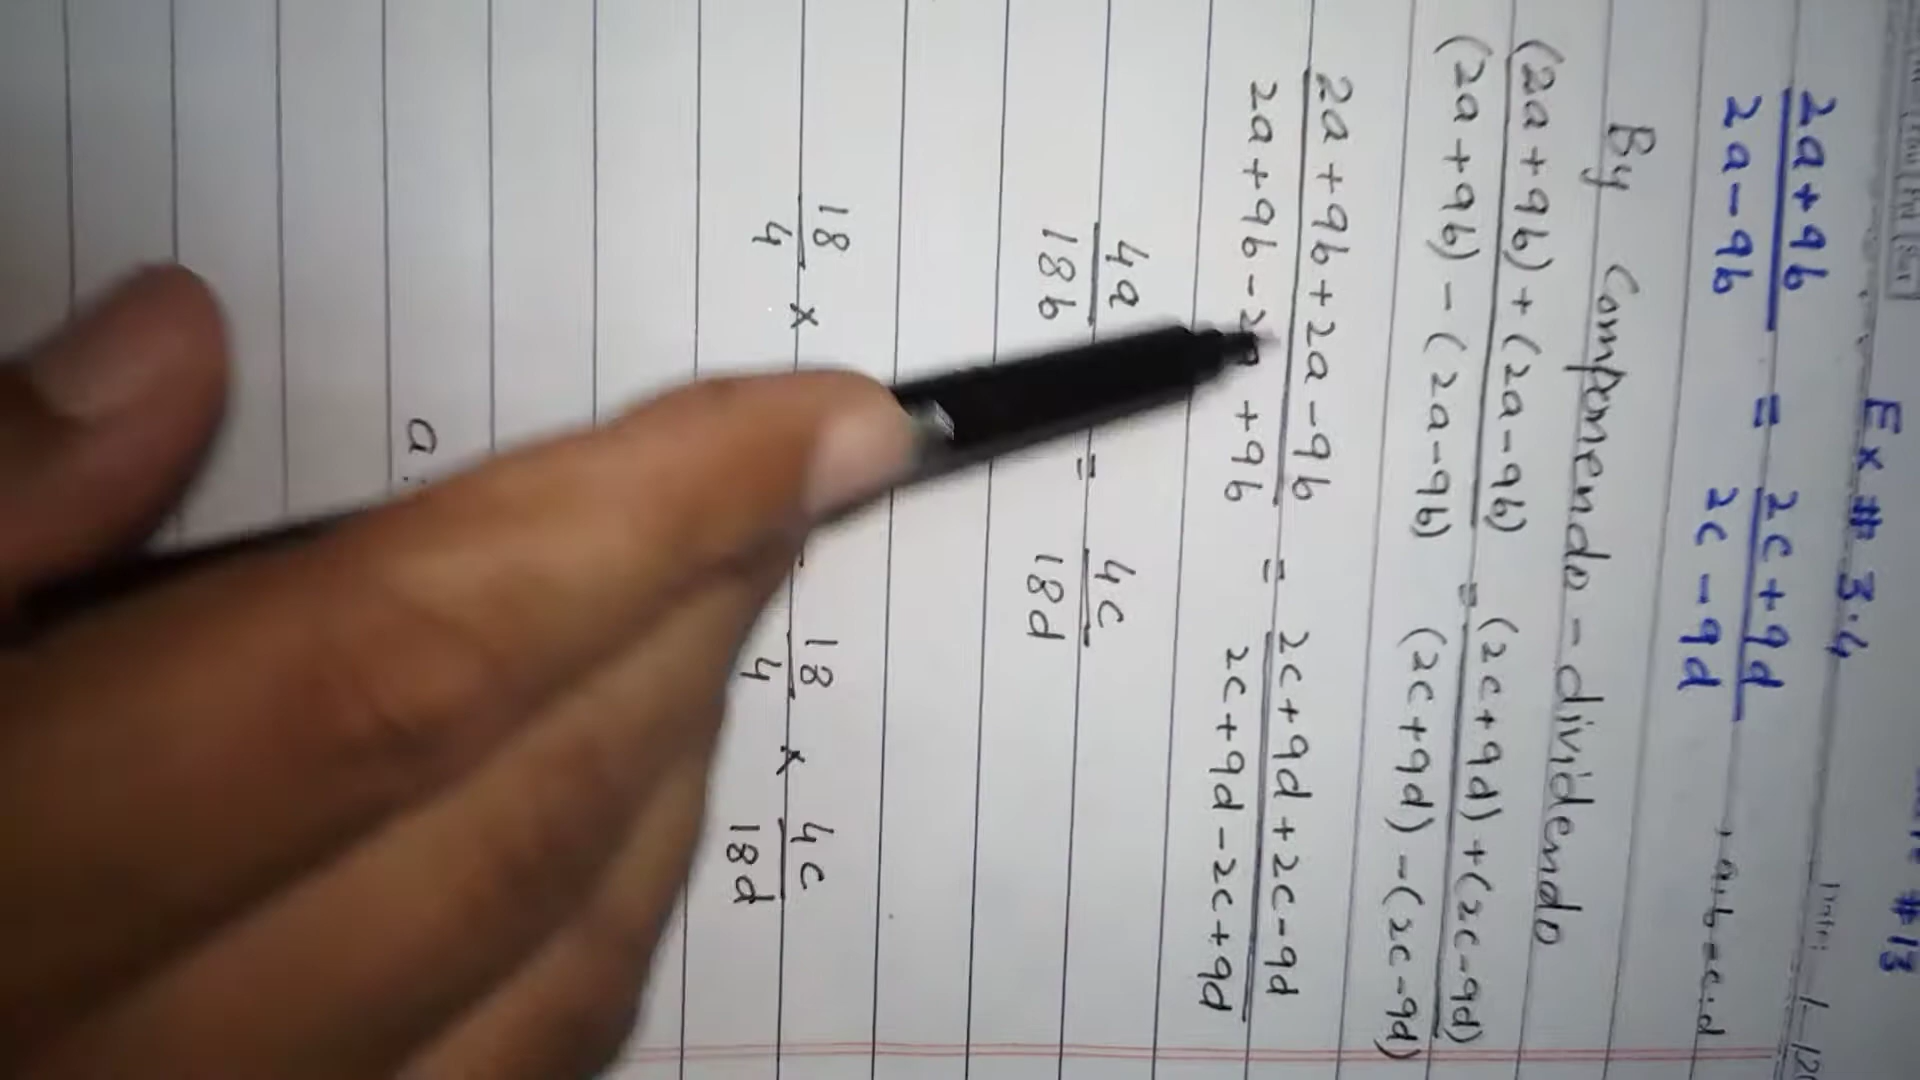 #13
Ex # 3.4
Date:
2a+9b / 2a-9b = 2c+9d / 2c-9d , a:b=c:d
By Componendo-dividendo
(2a+9b)+(2a-9b) / (2a+9b)-(2a-9b) = (2c+9d)+(2c-9d) / (2c+9d)-(2c-9d)
2a+9b+2a-9b / 2a+9b-2a+9b = 2c+9d+2c-9d / 2c+9d-2c+9d
4a / 18b = 4c / 18d
18 / 4 × 18 / 4 × 4c / 18d
a: